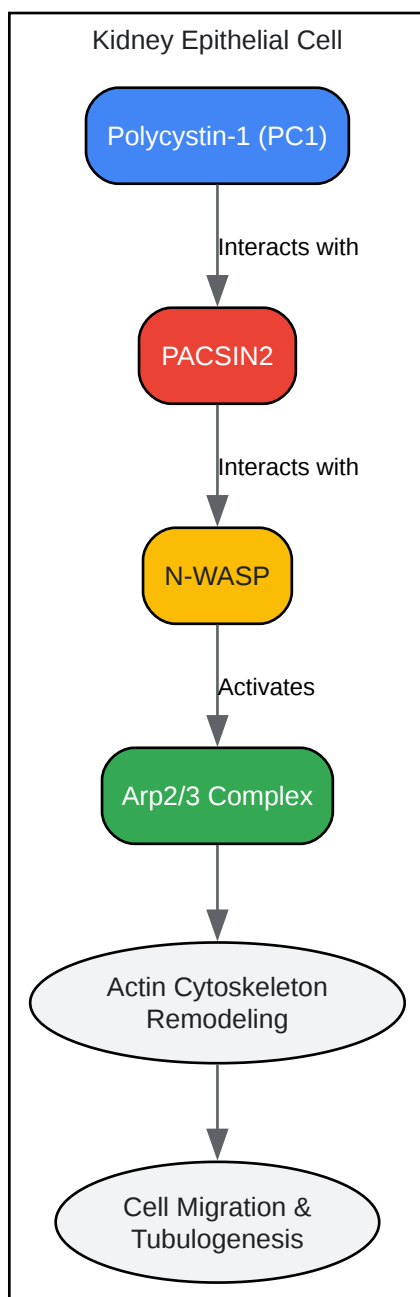 Kidney Epithelial Cell
Polycystin-1 (PC1)
Interacts with
PACSIN2
Interacts with
N-WASP
Activates
Arp2/3 Complex
Actin Cytoskeleton
Remodeling
Cell Migration &
Tubulogenesis